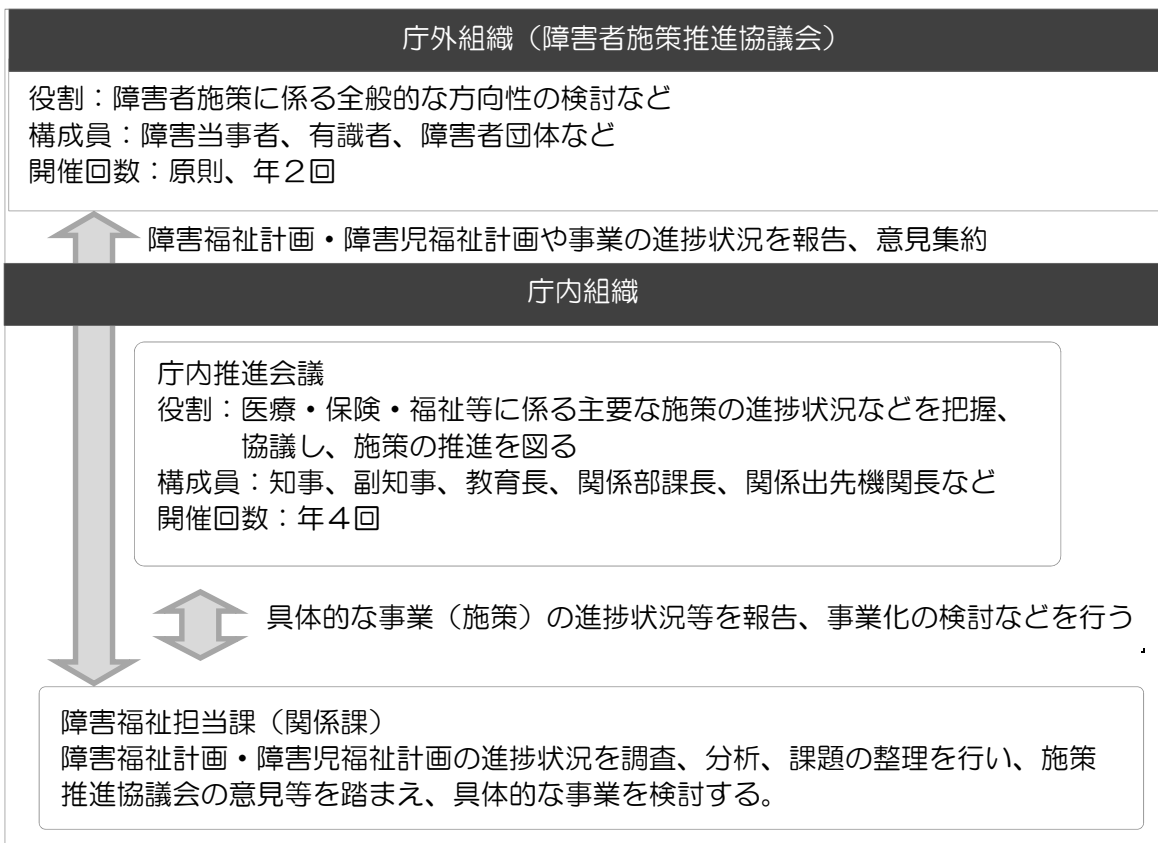 庁外組織（障害者施策推進協議会）
役割：障害者施策に係る全般的な方向性の検討など
構成員：障害当事者、有識者、障害者団体など
開催回数：原則、年２回
障害福祉計画・障害児福祉計画や事業の進捗状況を報告、意見集約
庁内組織
庁内推進会議
役割：医療・保険・福祉等に係る主要な施策の進捗状況などを把握、
協議し、施策の推進を図る
構成員：知事、副知事、教育長、関係部課長、関係出先機関長など
開催回数：年４回
具体的な事業（施策）の進捗状況等を報告、事業化の検討などを行う
障害福祉担当課（関係課）
障害福祉計画・障害児福祉計画の進捗状況を調査、分析、課題の整理を行い、施策
推進協議会の意見等を踏まえ、具体的な事業を検討する。